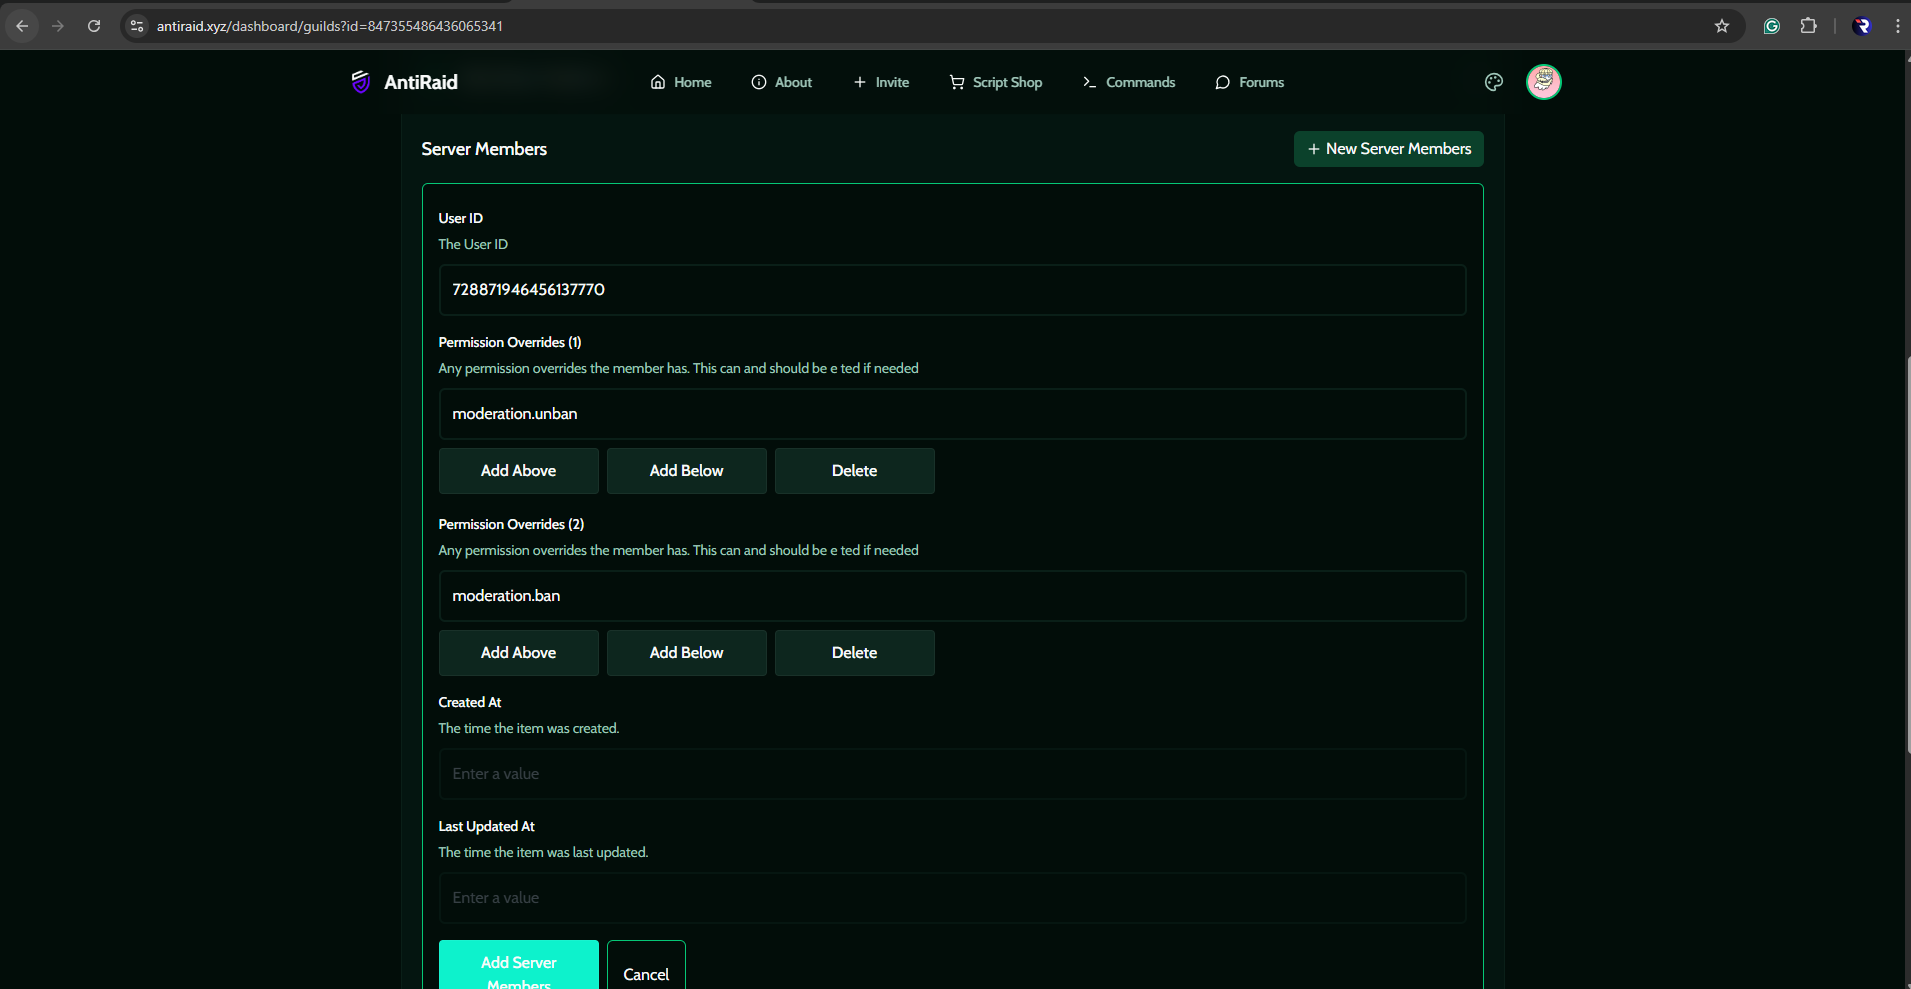 antiraid.xyz/dashboard/guilds?id=847355486436065341
AntiRaid Home About Invite Script Shop Commands Forums
Server Members + New Server Members
User ID
The User ID
728871946456137770
Permission Overrides (1)
Any permission overrides the member has. This can and should be e ted if needed
moderation.unban
Add Above Add Below Delete
Permission Overrides (2)
Any permission overrides the member has. This can and should be e ted if needed
moderation.ban
Add Above Add Below Delete
Created At
The time the item was created.
Enter a value
Last Updated At
The time the item was last updated.
Enter a value
Add Server
Members
Cancel